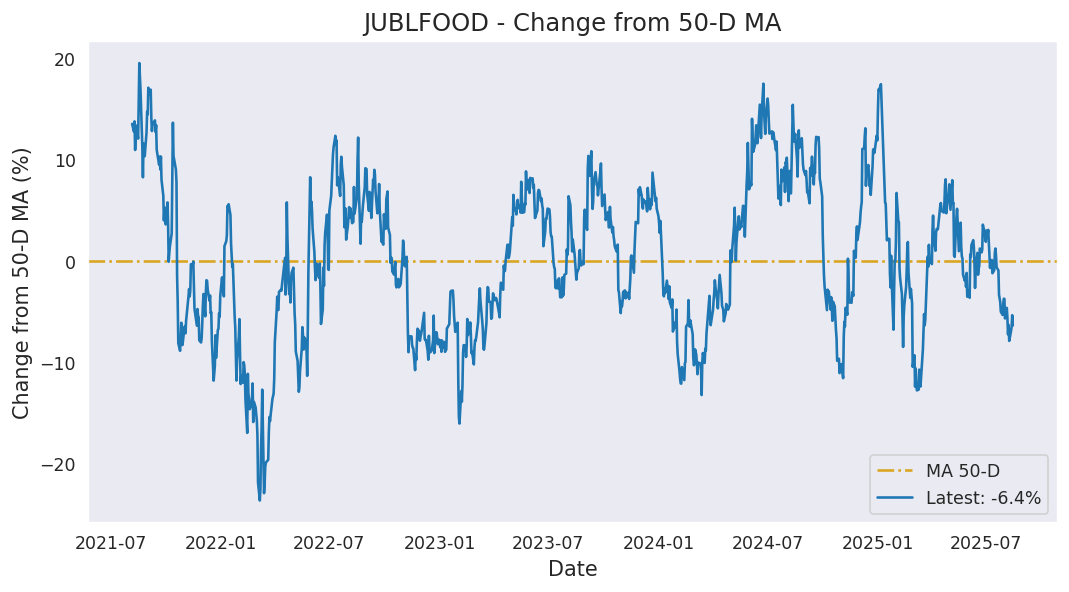 JUBLFOOD - Change from 50-D MA
Change from 50-D MA (%)
20
10
0
−10
−20
MA 50-D
Latest: -6.4%
2021-07 2022-01 2022-07 2023-01 2023-07 2024-01 2024-07 2025-01 2025-07
Date